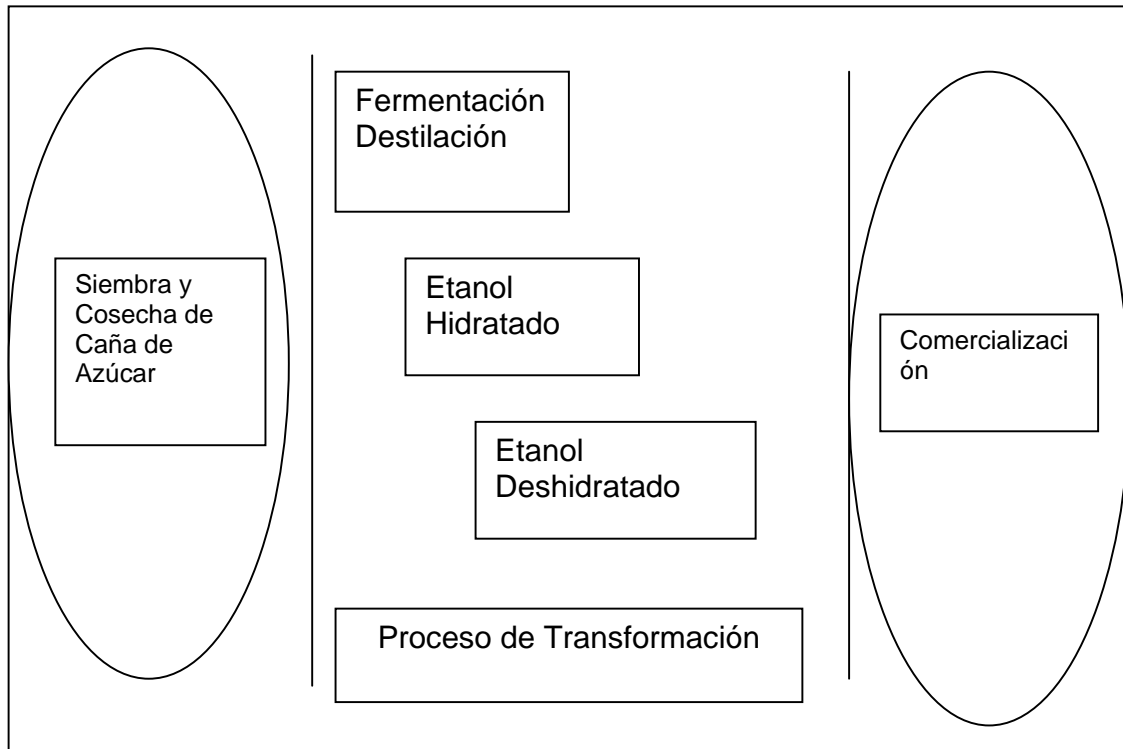 Siembra y
Cosecha de
Caña de
Azúcar
Fermentación
Destilación
Etanol
Hidratado
Etanol
Deshidratado
Proceso de Transformación
Comercializaci
ón